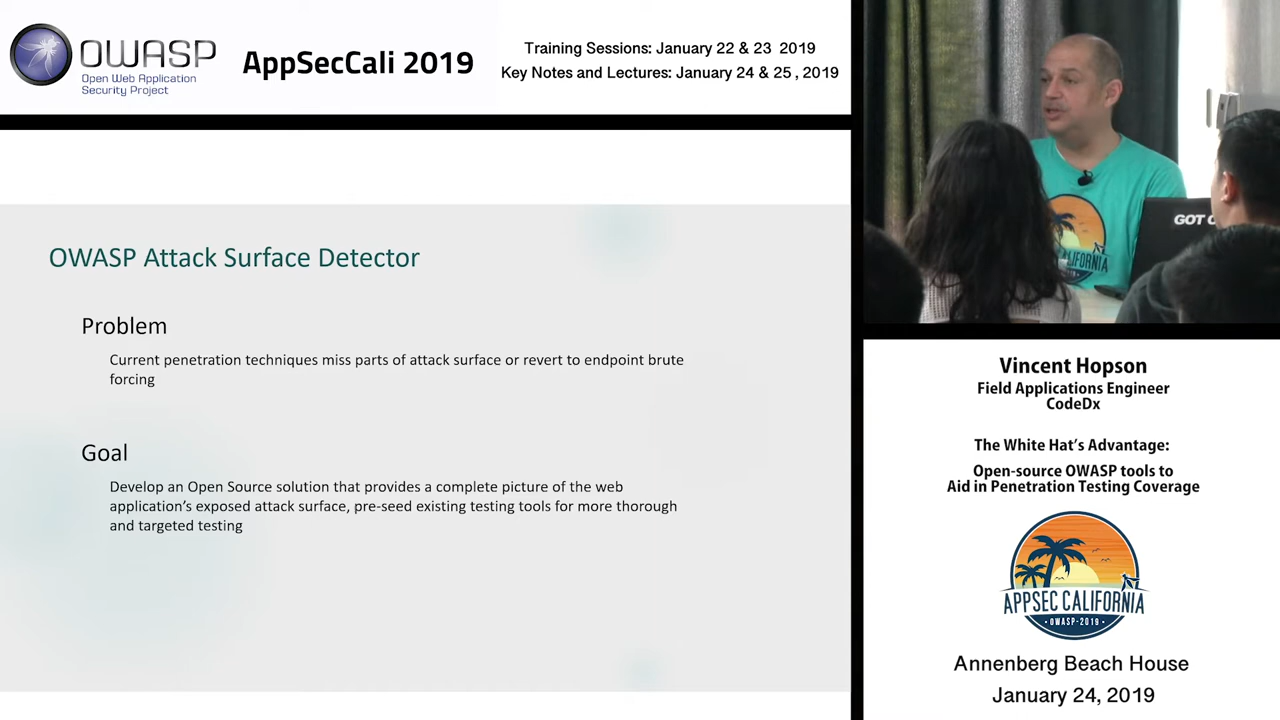 OWASP
Open Web Application
Security Project
AppSecCali 2019
Training Sessions: January 22 & 23 2019
Key Notes and Lectures: January 24 & 25 , 2019
OWASP Attack Surface Detector
Problem
Current penetration techniques miss parts of attack surface or revert to endpoint brute
forcing
Goal
Develop an Open Source solution that provides a complete picture of the web
application's exposed attack surface, pre-seed existing testing tools for more thorough
and targeted testing
GOT
CALIFORNIA
Vincent Hopson
Field Applications Engineer
CodeDx
The White Hat's Advantage:
Open-source OWASP tools to
Aid in Penetration Testing Coverage
APPSEC CALIFORNIA
• OWASP-2019 •
Annenberg Beach House
January 24, 2019